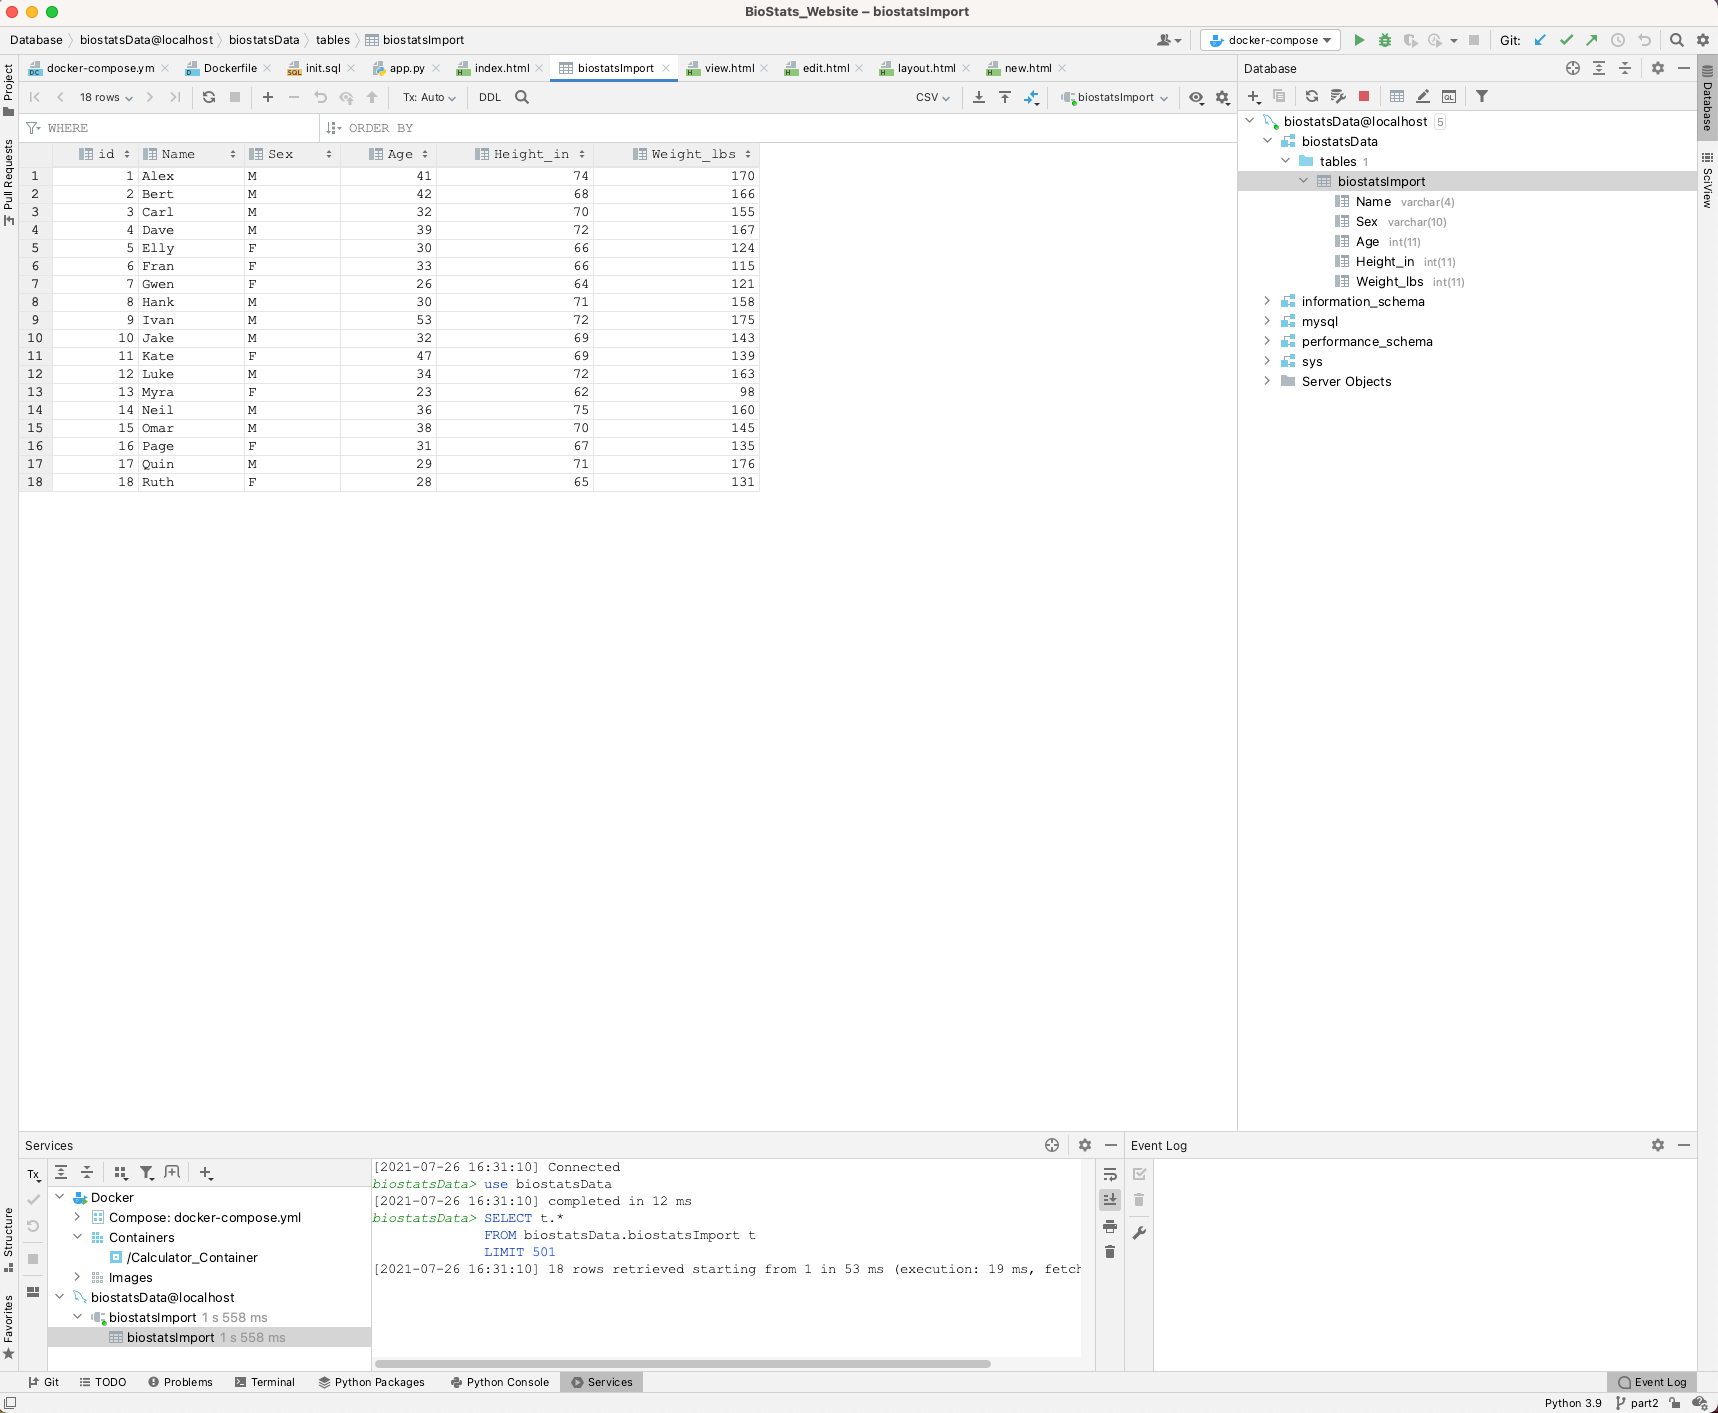 BioStats_Website – biostatsImport
Database biostatsData@localhost biostatsData tables biostatsImport docker-compose Git:
docker-compose.ym Dockerfile init.sql app.py index.html biostatsImport view.html edit.html layout.html new.html
18 rows Tx: Auto DDL CSV biostatsImport
WHERE ORDER BY
id Name Sex Age Height_in Weight_lbs
1 1 Alex M 41 74 170
2 2 Bert M 42 68 166
3 3 Carl M 32 70 155
4 4 Dave M 39 72 167
5 5 Elly F 30 66 124
6 6 Fran F 33 66 115
7 7 Gwen F 26 64 121
8 8 Hank M 30 71 158
9 9 Ivan M 53 72 175
10 10 Jake M 32 69 143
11 11 Kate F 47 69 139
12 12 Luke M 34 72 163
13 13 Myra F 23 62 98
14 14 Neil M 36 75 160
15 15 Omar M 38 70 145
16 16 Page F 31 67 135
17 17 Quin M 29 71 176
18 18 Ruth F 28 65 131
Database
biostatsData@localhost 5
biostatsData
tables 1
biostatsImport
Name varchar(4)
Sex varchar(10)
Age int(11)
Height_in int(11)
Weight_lbs int(11)
information_schema
mysql
performance_schema
sys
Server Objects
Project
Pull Requests
Structure
Favorites
Database
SciView
Services
Tx
Docker
Compose: docker-compose.yml
Containers
/Calculator_Container
Images
biostatsData@localhost
biostatsImport 1 s 558 ms
biostatsImport 1 s 558 ms
[2021-07-26 16:31:10] Connected
biostatsData> use biostatsData
[2021-07-26 16:31:10] completed in 12 ms
biostatsData> SELECT t.*
FROM biostatsData.biostatsImport t
LIMIT 501
[2021-07-26 16:31:10] 18 rows retrieved starting from 1 in 53 ms (execution: 19 ms, fetch
Event Log
Git TODO Problems Terminal Python Packages Python Console Services Event Log
Python 3.9 part2